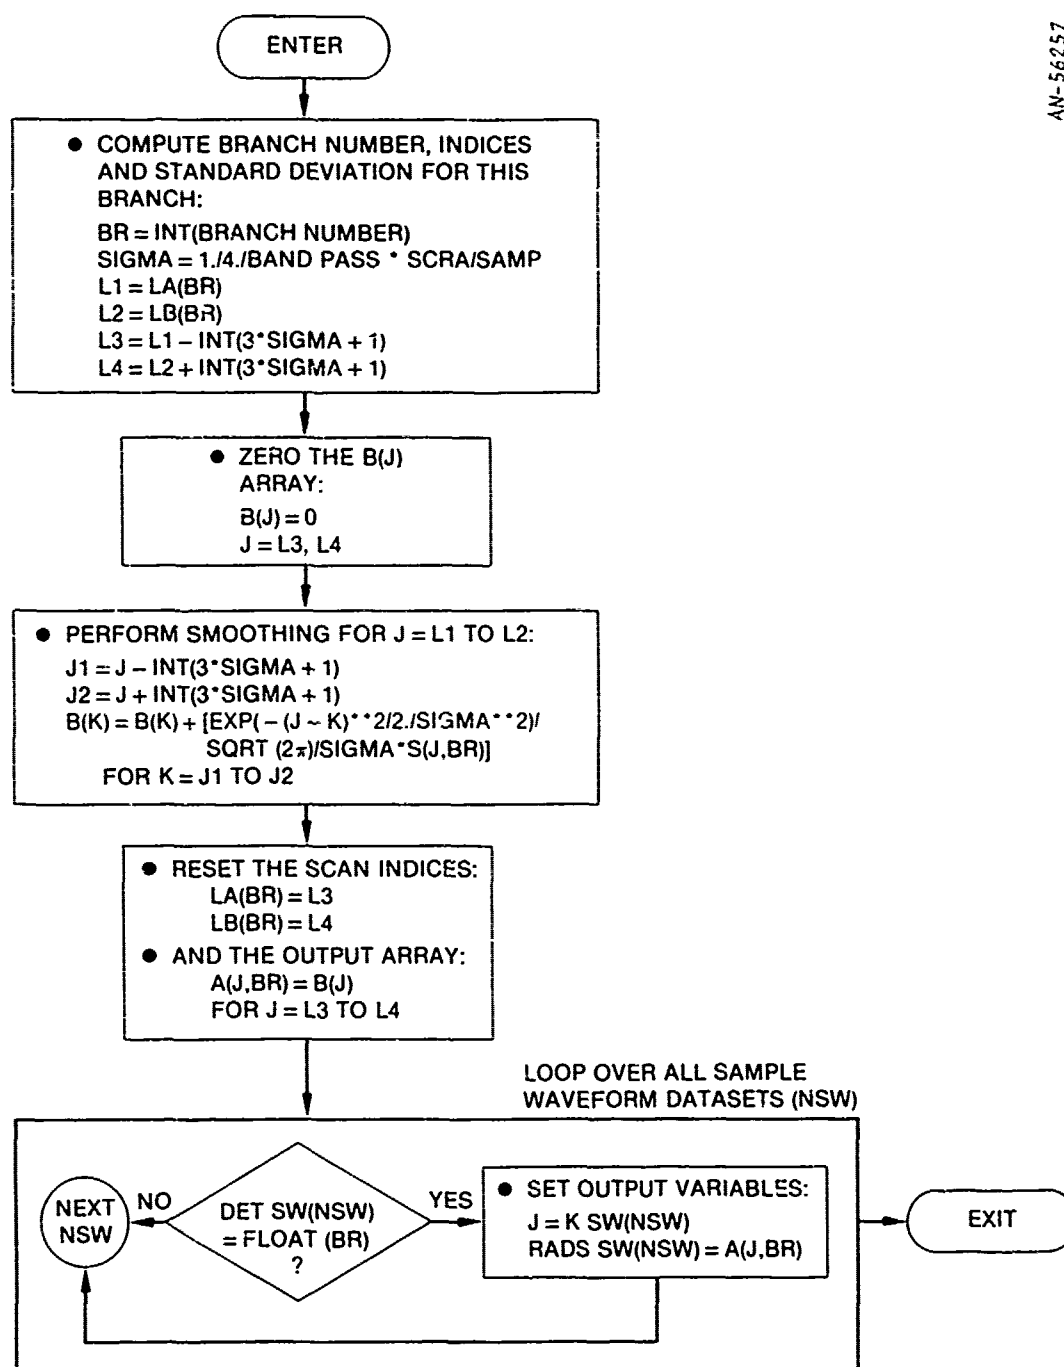 AN-56257
ENTER
● COMPUTE BRANCH NUMBER, INDICES
AND STANDARD DEVIATION FOR THIS
BRANCH:
BR = INT(BRANCH NUMBER)
SIGMA = 1./4./BAND PASS * SCRA/SAMP
L1 = LA(BR)
L2 = LB(BR)
L3 = L1 – INT(3*SIGMA + 1)
L4 = L2 + INT(3*SIGMA + 1)
● ZERO THE B(J)
ARRAY:
B(J) = 0
J = L3, L4
● PERFORM SMOOTHING FOR J = L1 TO L2:
J1 = J – INT(3*SIGMA + 1)
J2 = J + INT(3*SIGMA + 1)
B(K) = B(K) + [EXP( – (J – K)**2/2./SIGMA**2)/
SQRT (2π)/SIGMA*S(J,BR)]
FOR K = J1 TO J2
● RESET THE SCAN INDICES:
LA(BR) = L3
LB(BR) = L4
● AND THE OUTPUT ARRAY:
A(J,BR) = B(J)
FOR J = L3 TO L4
LOOP OVER ALL SAMPLE
WAVEFORM DATASETS (NSW)
NEXT
NSW
NO
DET SW(NSW)
= FLOAT (BR)
?
YES
● SET OUTPUT VARIABLES:
J = K SW(NSW)
RADS SW(NSW) = A(J,BR)
EXIT